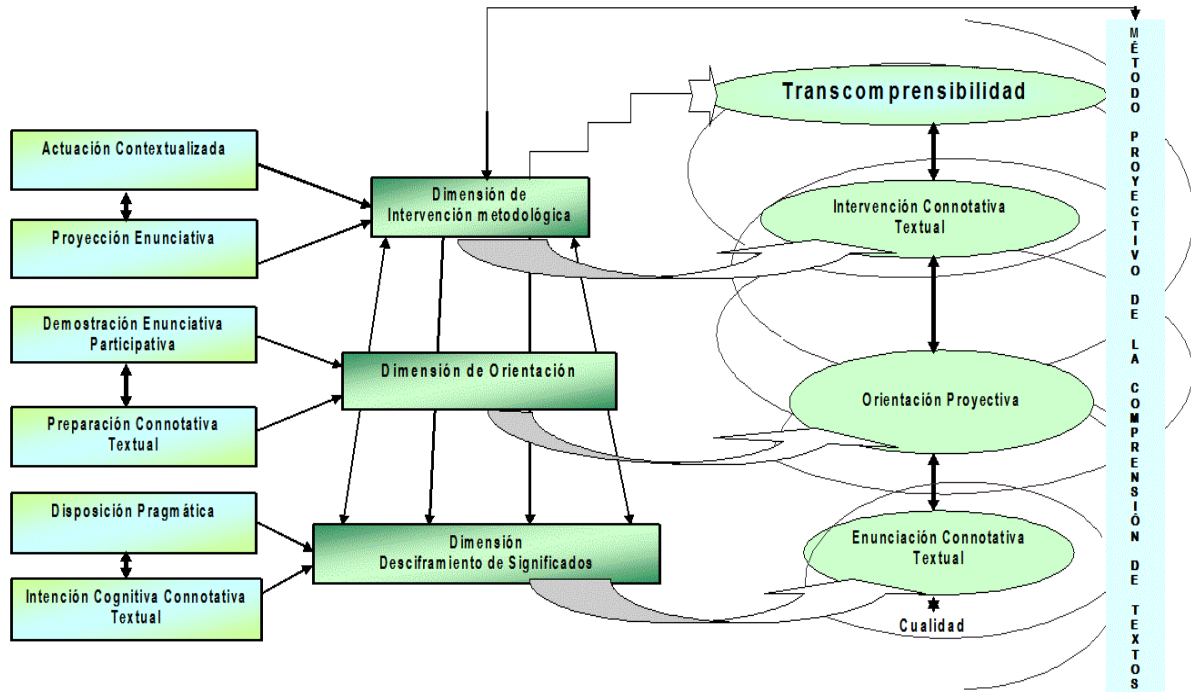 Actuación Contextualizada
Proyección Enunciativa
Demostración Enunciativa
Participativa
Preparación Connotativa
Textual
Disposición Pragmática
Intención Cognitiva Connotativa
Textual
Dimensión de
Intervención metodológica
Dimensión de Orientación
Dimensión
Desciframiento de Significados
Transcomprensibilidad
Intervención Connotativa
Textual
Orientación Proyectiva
Enunciación Connotativa
Textual
Cualidad
MÉTODO PROYECTIVO DE LA COMPRENSIÓN DE TEXTOS